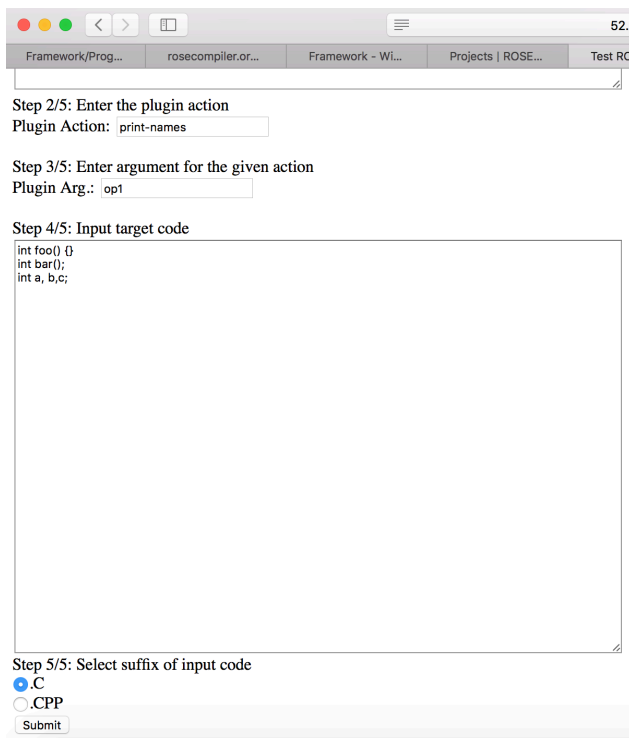 52.
Framework/Prog...
rosecompiler.or...
Framework - Wi...
Projects | ROSE...
Test RO
Step 2/5: Enter the plugin action
Plugin Action: print-names
Step 3/5: Enter argument for the given action
Plugin Arg.: op1
Step 4/5: Input target code
int foo() {}
int bar();
int a, b,c;
Step 5/5: Select suffix of input code
.C
.CPP
Submit